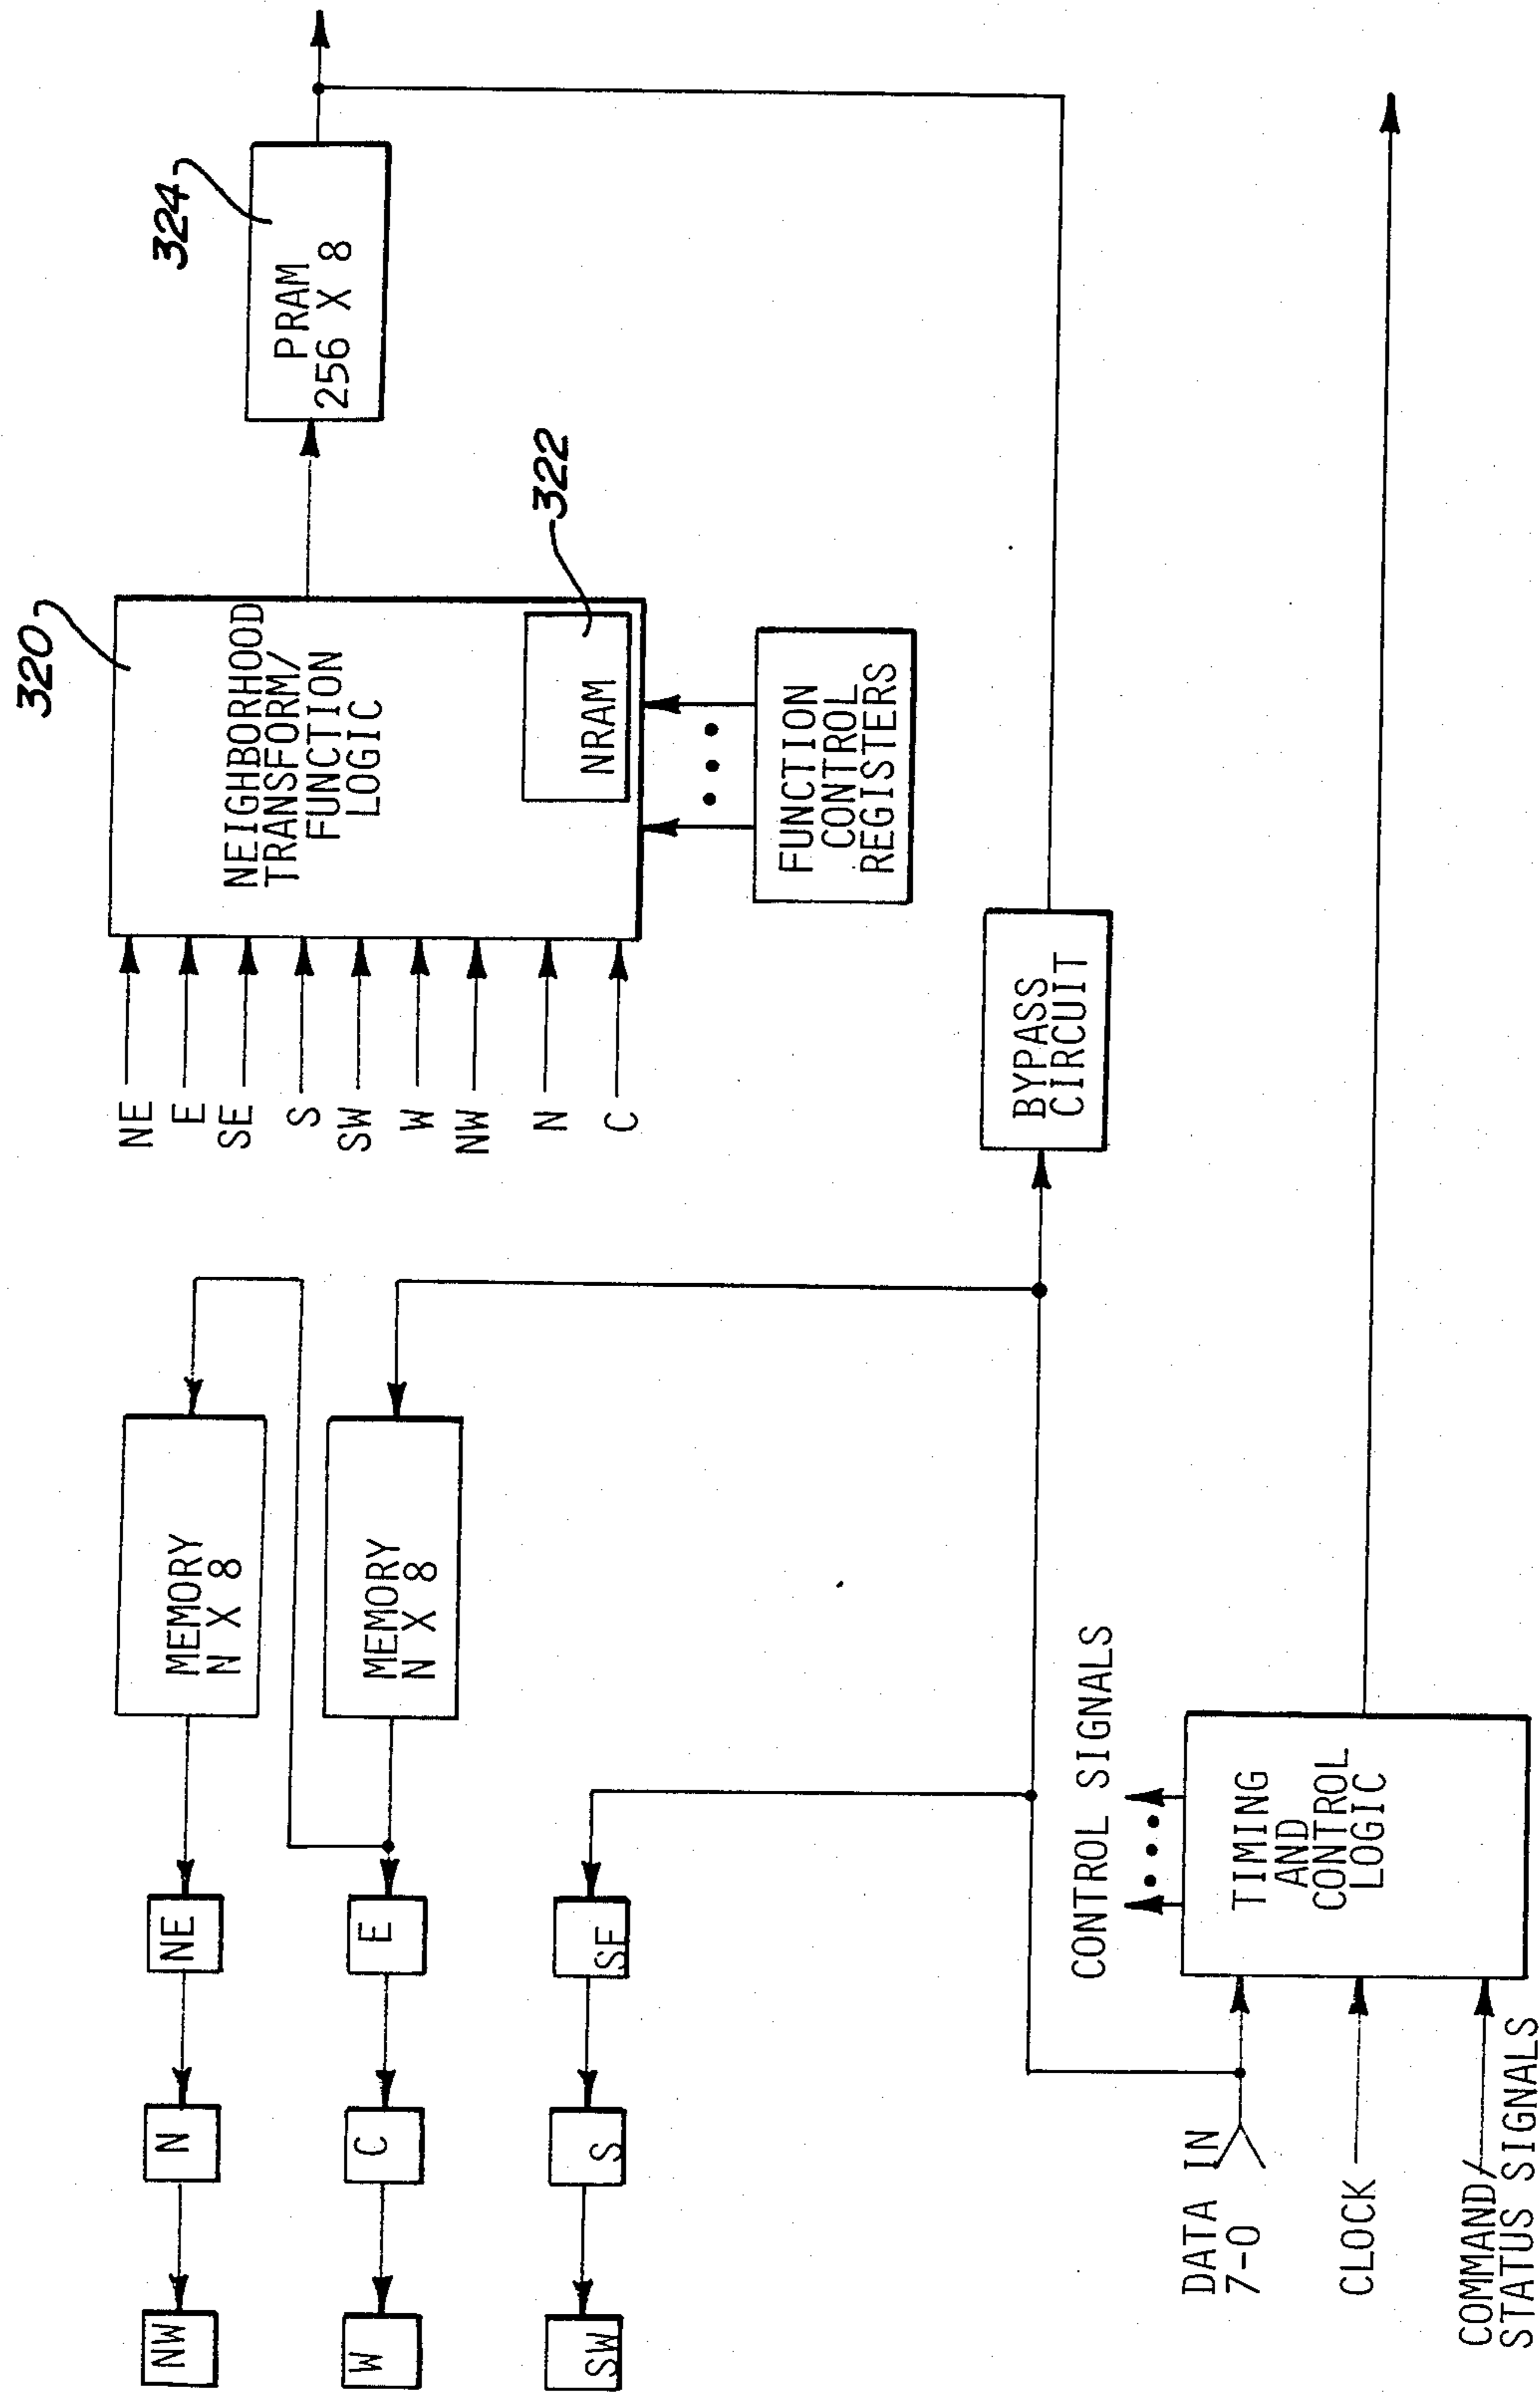 NW
N
NE
MEMORY
N X 8
W
C
E
MEMORY
N X 8
SW
S
SE
NE
E
SE
S
SW
W
NW
N
C
320
NEIGHBORHOOD
TRANSFORM/
FUNCTION
LOGIC
NRAM
322
FUNCTION
CONTROL
REGISTERS
324
PRAM
256 X 8
BYPASS
CIRCUIT
CONTROL SIGNALS
DATA IN
7-0
CLOCK
COMMAND/
STATUS SIGNALS
TIMING
AND
CONTROL
LOGIC